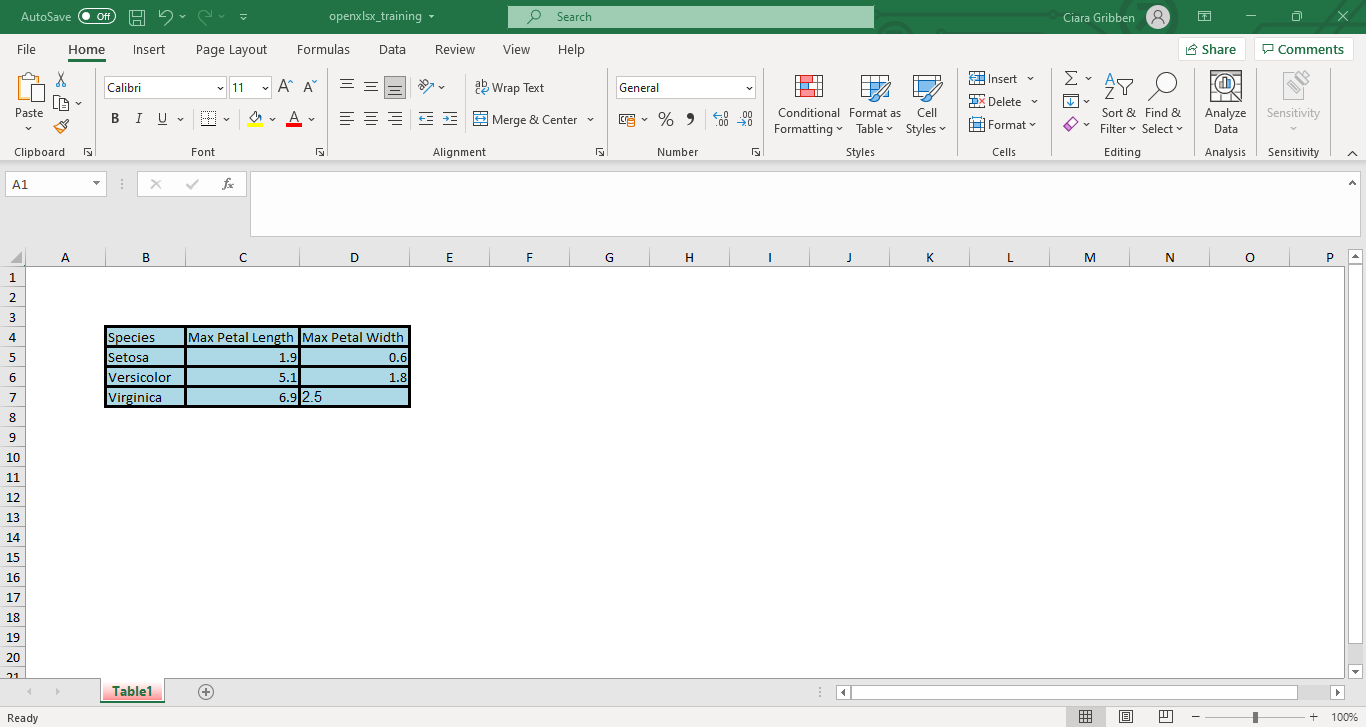 AutoSave Off openxlsx_training Search Ciara Gribben
File Home Insert Page Layout Formulas Data Review View Help Share Comments
Paste Calibri 11 ab Wrap Text General Conditional Formatting Format as Table Cell Styles Insert Sort & Filter Find & Select Analyze Data Sensitivity
B I U Merge & Center % Delete
Format
Clipboard Font Alignment Number Styles Cells Editing Analysis Sensitivity
A1 fx
A B C D E F G H I J K L M N O P
1
2
3
4 Species Max Petal Length Max Petal Width
5 Setosa 1.9 0.6
6 Versicolor 5.1 1.8
7 Virginica 6.9 2.5
8
9
10
11
12
13
14
15
16
17
18
19
20
21
Table1
Ready 100%